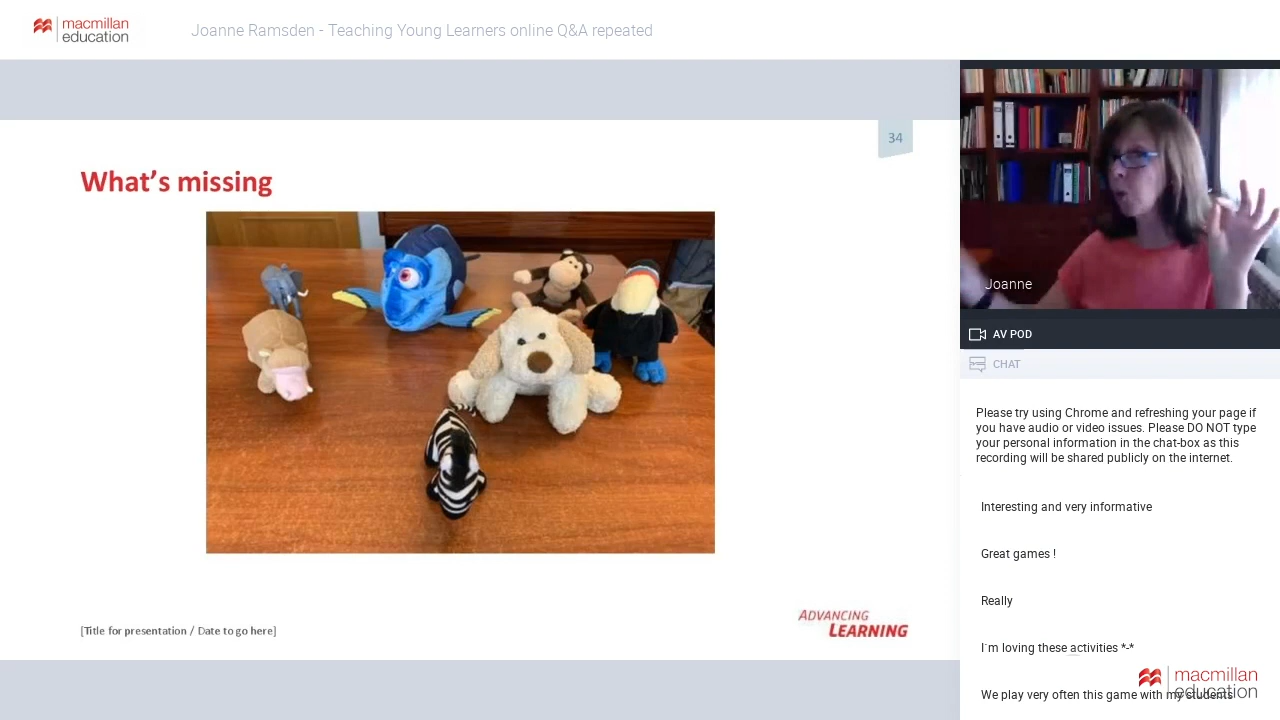 macmillan
education
Joanne Ramsden - Teaching Young Learners online Q&A repeated
34
What's missing
[Title for presentation / Date to go here]
ADVANCING
LEARNING
Joanne
AV POD
CHAT
Please try using Chrome and refreshing your page if
you have audio or video issues. Please DO NOT type
your personal information in the chat-box as this
recording will be shared publicly on the internet.
Interesting and very informative
Great games !
Really
I´m loving these activities *-*
We play very often this game with my students
macmillan
education